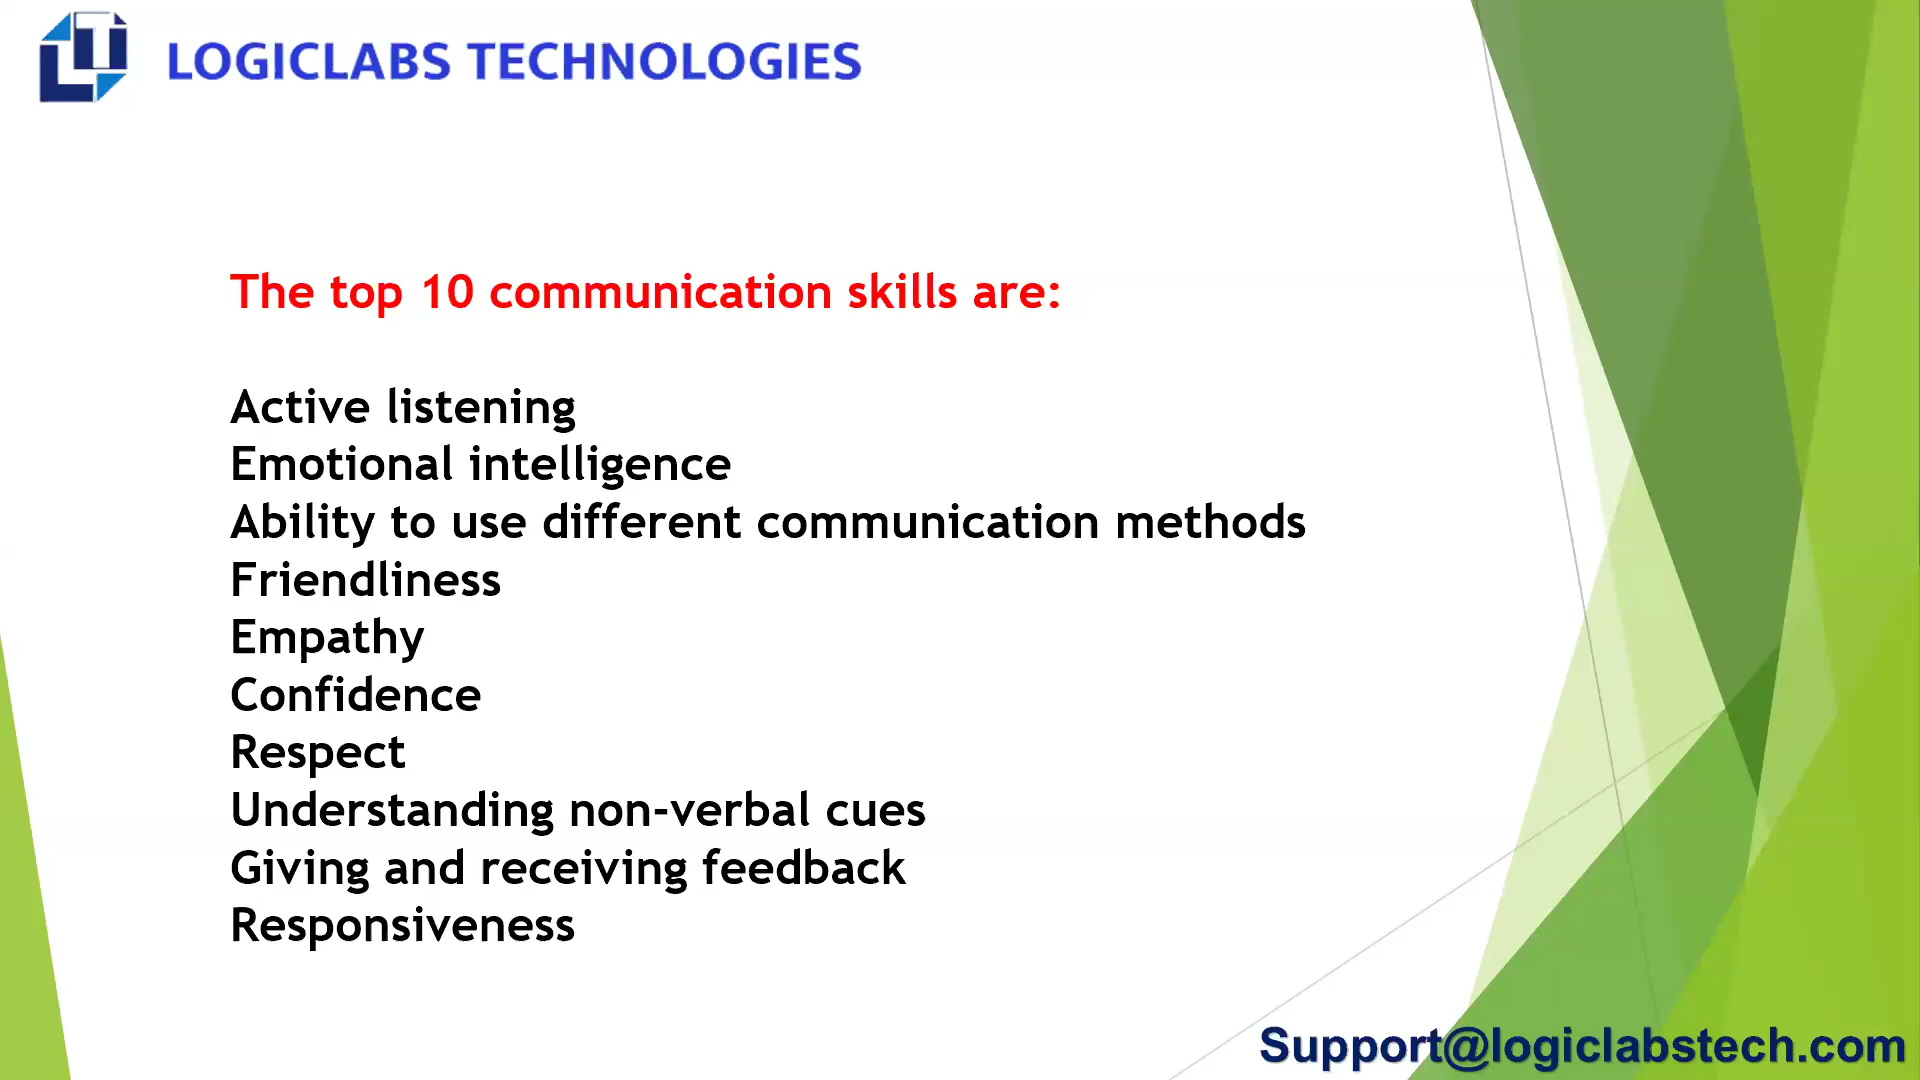 LOGICLABS TECHNOLOGIES
The top 10 communication skills are:
Active listening
Emotional intelligence
Ability to use different communication methods
Friendliness
Empathy
Confidence
Respect
Understanding non-verbal cues
Giving and receiving feedback
Responsiveness
Support@logiclabstech.com